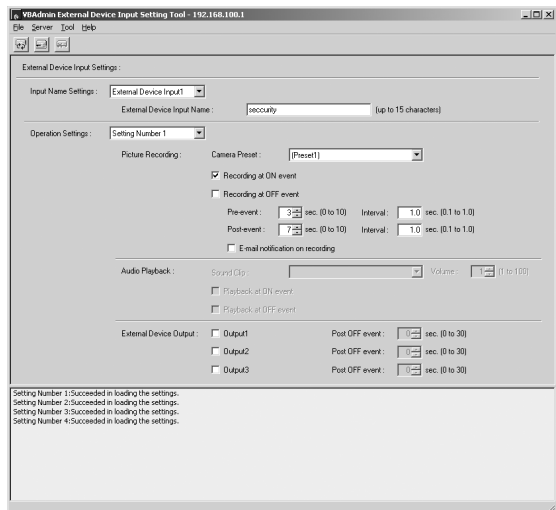 VBAdmin External Device Input Setting Tool - 192.168.100.1
File Server Tool Help
External Device Input Settings :
Input Name Settings : External Device Input1
External Device Input Name : seccurity (up to 15 characters)
Operation Settings : Setting Number 1
Picture Recording : Camera Preset : (Preset1)
Recording at ON event
Recording at OFF event
Pre-event : 3 sec. (0 to 10) Interval : 1.0 sec. (0.1 to 1.0)
Post-event : 7 sec. (0 to 10) Interval : 1.0 sec. (0.1 to 1.0)
E-mail notification on recording
Audio Playback : Sound Clip : Volume : 1 (1 to 100)
Playback at ON event
Playback at OFF event
External Device Output : Output1 Post OFF event : 0 sec. (0 to 30)
Output2 Post OFF event : 0 sec. (0 to 30)
Output3 Post OFF event : 0 sec. (0 to 30)
Setting Number 1:Succeeded in loading the settings.
Setting Number 2:Succeeded in loading the settings.
Setting Number 3:Succeeded in loading the settings.
Setting Number 4:Succeeded in loading the settings.